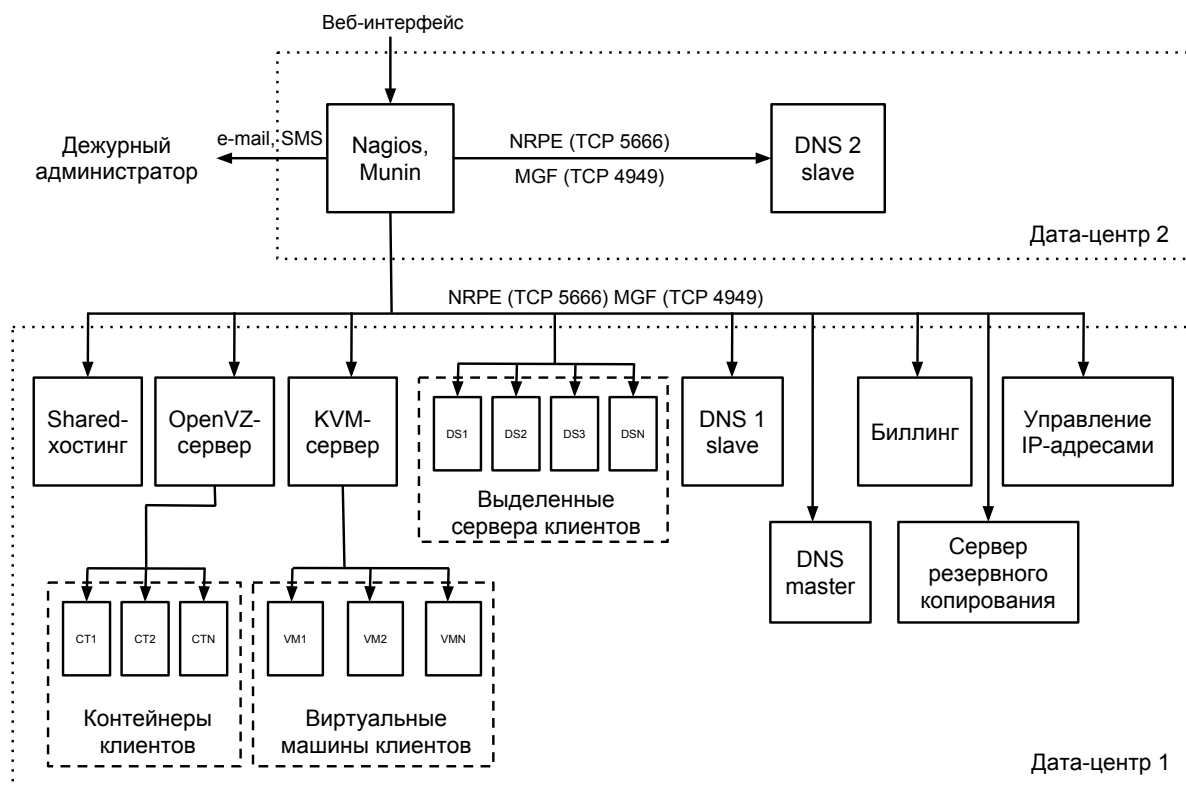 Веб-интерфейс
Дежурный
администратор
e-mail, SMS
Nagios,
Munin
NRPE (TCP 5666)
MGF (TCP 4949)
DNS 2
slave
Дата-центр 2
NRPE (TCP 5666) MGF (TCP 4949)
Shared-
хостинг
OpenVZ-
сервер
KVM-
сервер
DS1
DS2
DS3
DSN
Выделенные
сервера клиентов
DNS 1
slave
Биллинг
Управление
IP-адресами
DNS
master
Сервер
резервного
копирования
CT1
CT2
CTN
Контейнеры
клиентов
VM1
VM2
VMN
Виртуальные
машины клиентов
Дата-центр 1